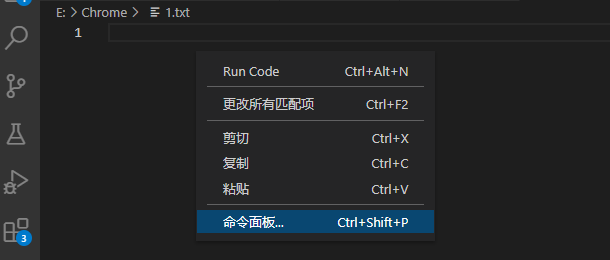 E: > Chrome > 1.txt
1
Run Code Ctrl+Alt+N
更改所有匹配项 Ctrl+F2
剪切 Ctrl+X
复制 Ctrl+C
粘贴 Ctrl+V
命令面板... Ctrl+Shift+P
3